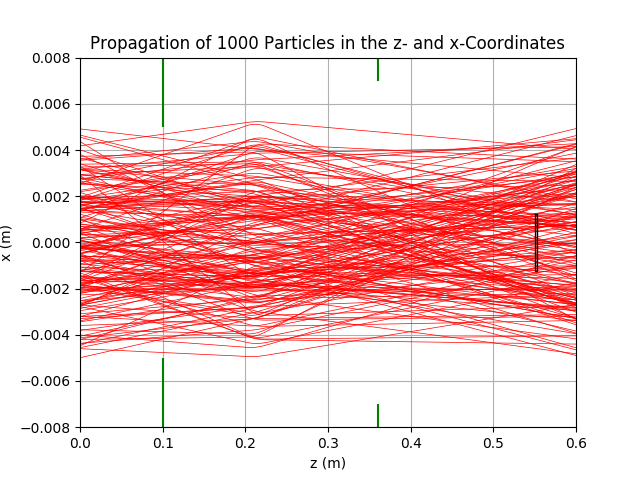 Propagation of 1000 Particles in the z- and x-Coordinates
0.008
0.006
0.004
0.002
0.000
−0.002
−0.004
−0.006
−0.008
x (m)
0.0 0.1 0.2 0.3 0.4 0.5 0.6
z (m)